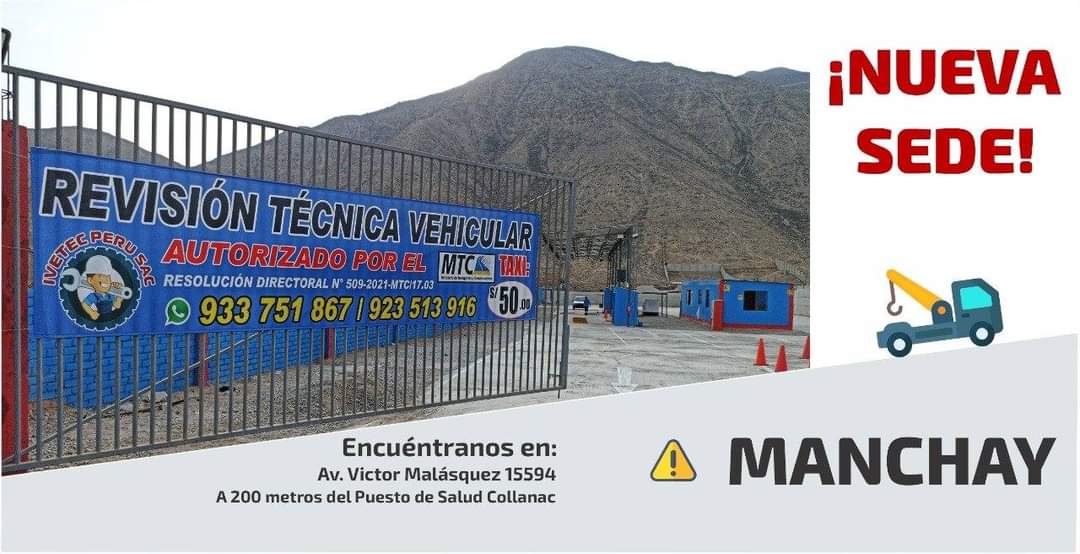 ¡NUEVA
SEDE!
REVISIÓN TÉCNICA VEHICULAR
IVETEC PERU SAC
AUTORIZADO POR EL
MTC
TAXI:
RESOLUCIÓN DIRECTORAL N° 509-2021-MTC/17.03
S/ 50.00
933 751 867 / 923 513 916
Encuéntranos en:
Av. Victor Malásquez 15594
A 200 metros del Puesto de Salud Collanac
MANCHAY